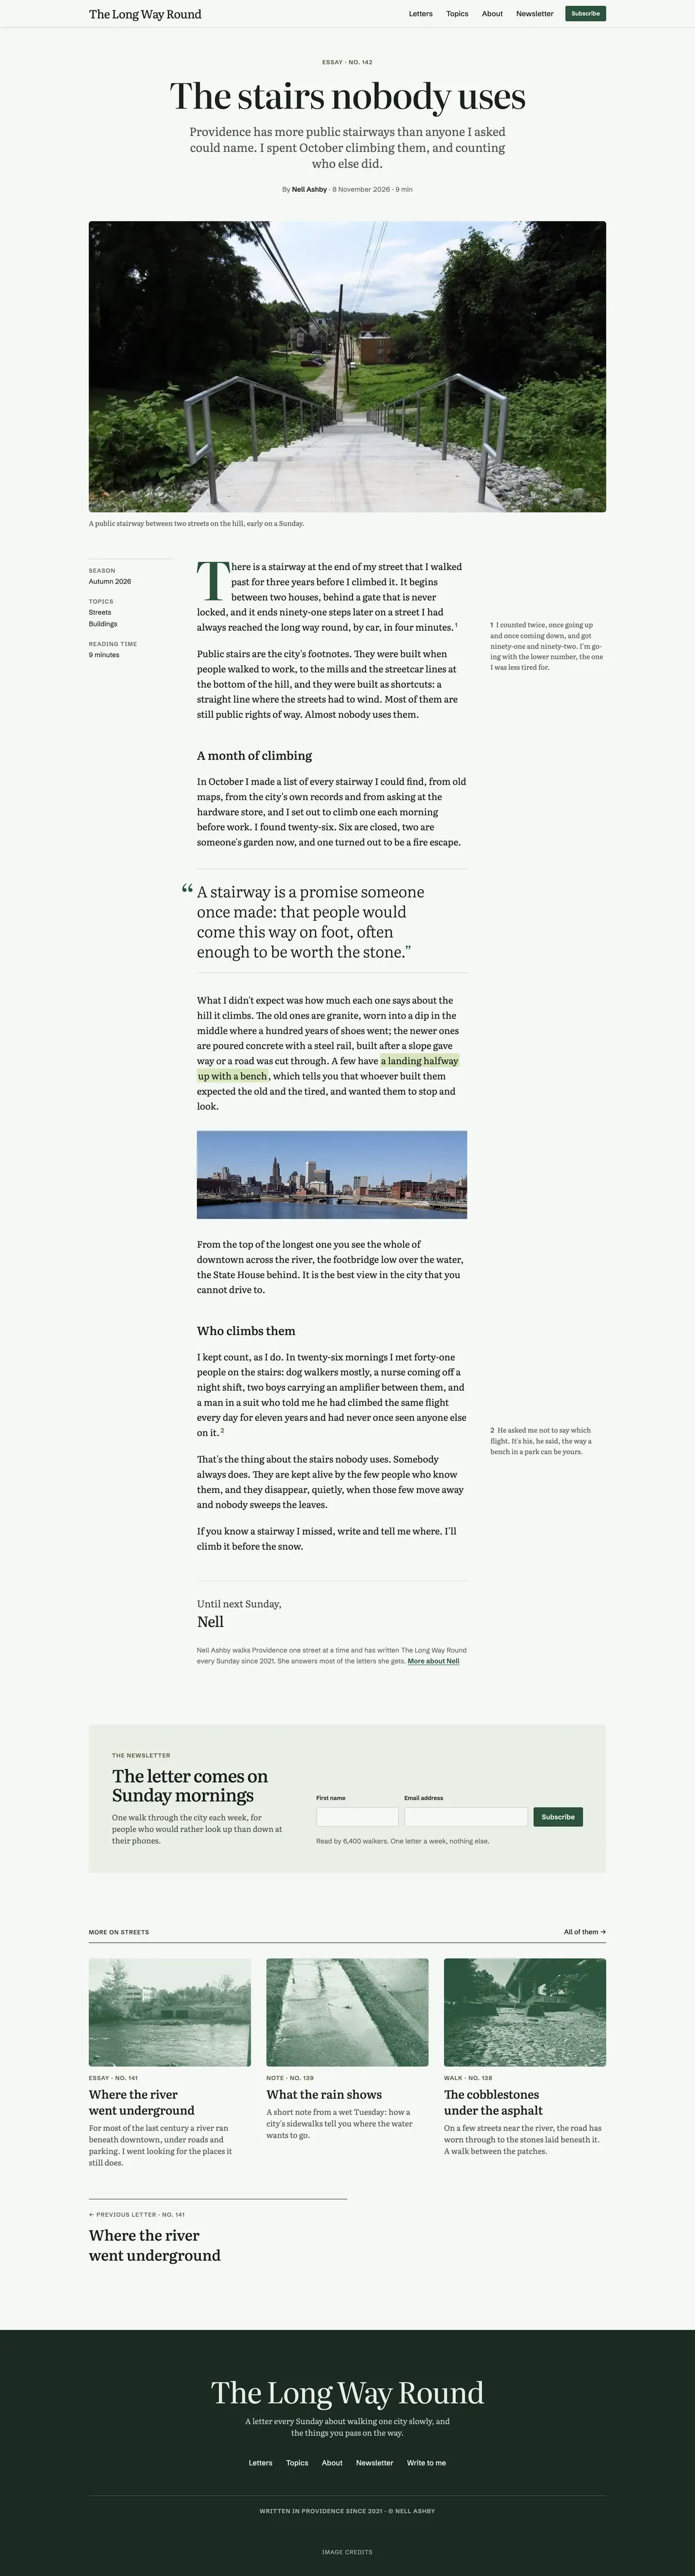 The Long Way Round
Letters Topics About Newsletter Subscribe
ESSAY · NO. 142
The stairs nobody uses
Providence has more public stairways than anyone I asked
could name. I spent October climbing them, and counting
who else did.
By Nell Ashby · 8 November 2026 · 9 min
A public stairway between two streets on the hill, early on a Sunday.
SEASON
Autumn 2026
TOPICS
Streets
Buildings
READING TIME
9 minutes
There is a stairway at the end of my street that I walked
past for three years before I climbed it. It begins
between two houses, behind a gate that is never
locked, and it ends ninety-one steps later on a street I had
always reached the long way round, by car, in four minutes.1
1 I counted twice, once going up
and once coming down, and got
ninety-one and ninety-two. I'm go-
ing with the lower number, the one
I was less tired for.
Public stairs are the city's footnotes. They were built when
people walked to work, to the mills and the streetcar lines at
the bottom of the hill, and they were built as shortcuts: a
straight line where the streets had to wind. Most of them are
still public rights of way. Almost nobody uses them.
A month of climbing
In October I made a list of every stairway I could find, from old
maps, from the city's own records and from asking at the
hardware store, and I set out to climb one each morning
before work. I found twenty-six. Six are closed, two are
someone's garden now, and one turned out to be a fire escape.
“A stairway is a promise someone
once made: that people would
come this way on foot, often
enough to be worth the stone.”
What I didn't expect was how much each one says about the
hill it climbs. The old ones are granite, worn into a dip in the
middle where a hundred years of shoes went; the newer ones
are poured concrete with a steel rail, built after a slope gave
way or a road was cut through. A few have a landing halfway
up with a bench, which tells you that whoever built them
expected the old and the tired, and wanted them to stop and
look.
From the top of the longest one you see the whole of
downtown across the river, the footbridge low over the water,
the State House behind. It is the best view in the city that you
cannot drive to.
Who climbs them
I kept count, as I do. In twenty-six mornings I met forty-one
people on the stairs: dog walkers mostly, a nurse coming off a
night shift, two boys carrying an amplifier between them, and
a man in a suit who told me he had climbed the same flight
every day for eleven years and had never once seen anyone else
on it.2
2 He asked me not to say which
flight. It's his, he said, the way a
bench in a park can be yours.
That's the thing about the stairs nobody uses. Somebody
always does. They are kept alive by the few people who know
them, and they disappear, quietly, when those few move away
and nobody sweeps the leaves.
If you know a stairway I missed, write and tell me where. I'll
climb it before the snow.
Until next Sunday,
Nell
Nell Ashby walks Providence one street at a time and has written The Long Way Round
every Sunday since 2021. She answers most of the letters she gets. More about Nell
THE NEWSLETTER
The letter comes on
Sunday mornings
One walk through the city each week, for
people who would rather look up than down at
their phones.
First name Email address
Subscribe
Read by 6,400 walkers. One letter a week, nothing else.
MORE ON STREETS
All of them →
ESSAY · NO. 141
Where the river
went underground
For most of the last century a river ran
beneath downtown, under roads and
parking. I went looking for the places it
still does.
NOTE · NO. 139
What the rain shows
A short note from a wet Tuesday: how a
city's sidewalks tell you where the water
wants to go.
WALK · NO. 138
The cobblestones
under the asphalt
On a few streets near the river, the road has
worn through to the stones laid beneath it.
A walk between the patches.
← PREVIOUS LETTER · NO. 141
Where the river
went underground
The Long Way Round
A letter every Sunday about walking one city slowly, and
the things you pass on the way.
Letters Topics About Newsletter Write to me
WRITTEN IN PROVIDENCE SINCE 2021 · © NELL ASHBY
IMAGE CREDITS